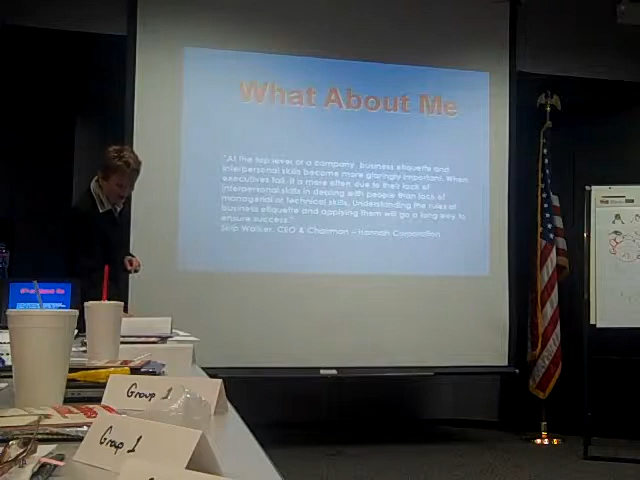 What About Me
"At the top level of a company, business etiquette and
interpersonal skills become more glaringly important. When
executives fail, it is more often due to their lack of
interpersonal skills in dealing with people than lack of
managerial or technical skills. Understanding the rules of
business etiquette and applying them will go a long way to
ensure success."
Skip Walker, CEO & Chairman – Hannah Corporation
What About Me
Group 1
Group 1